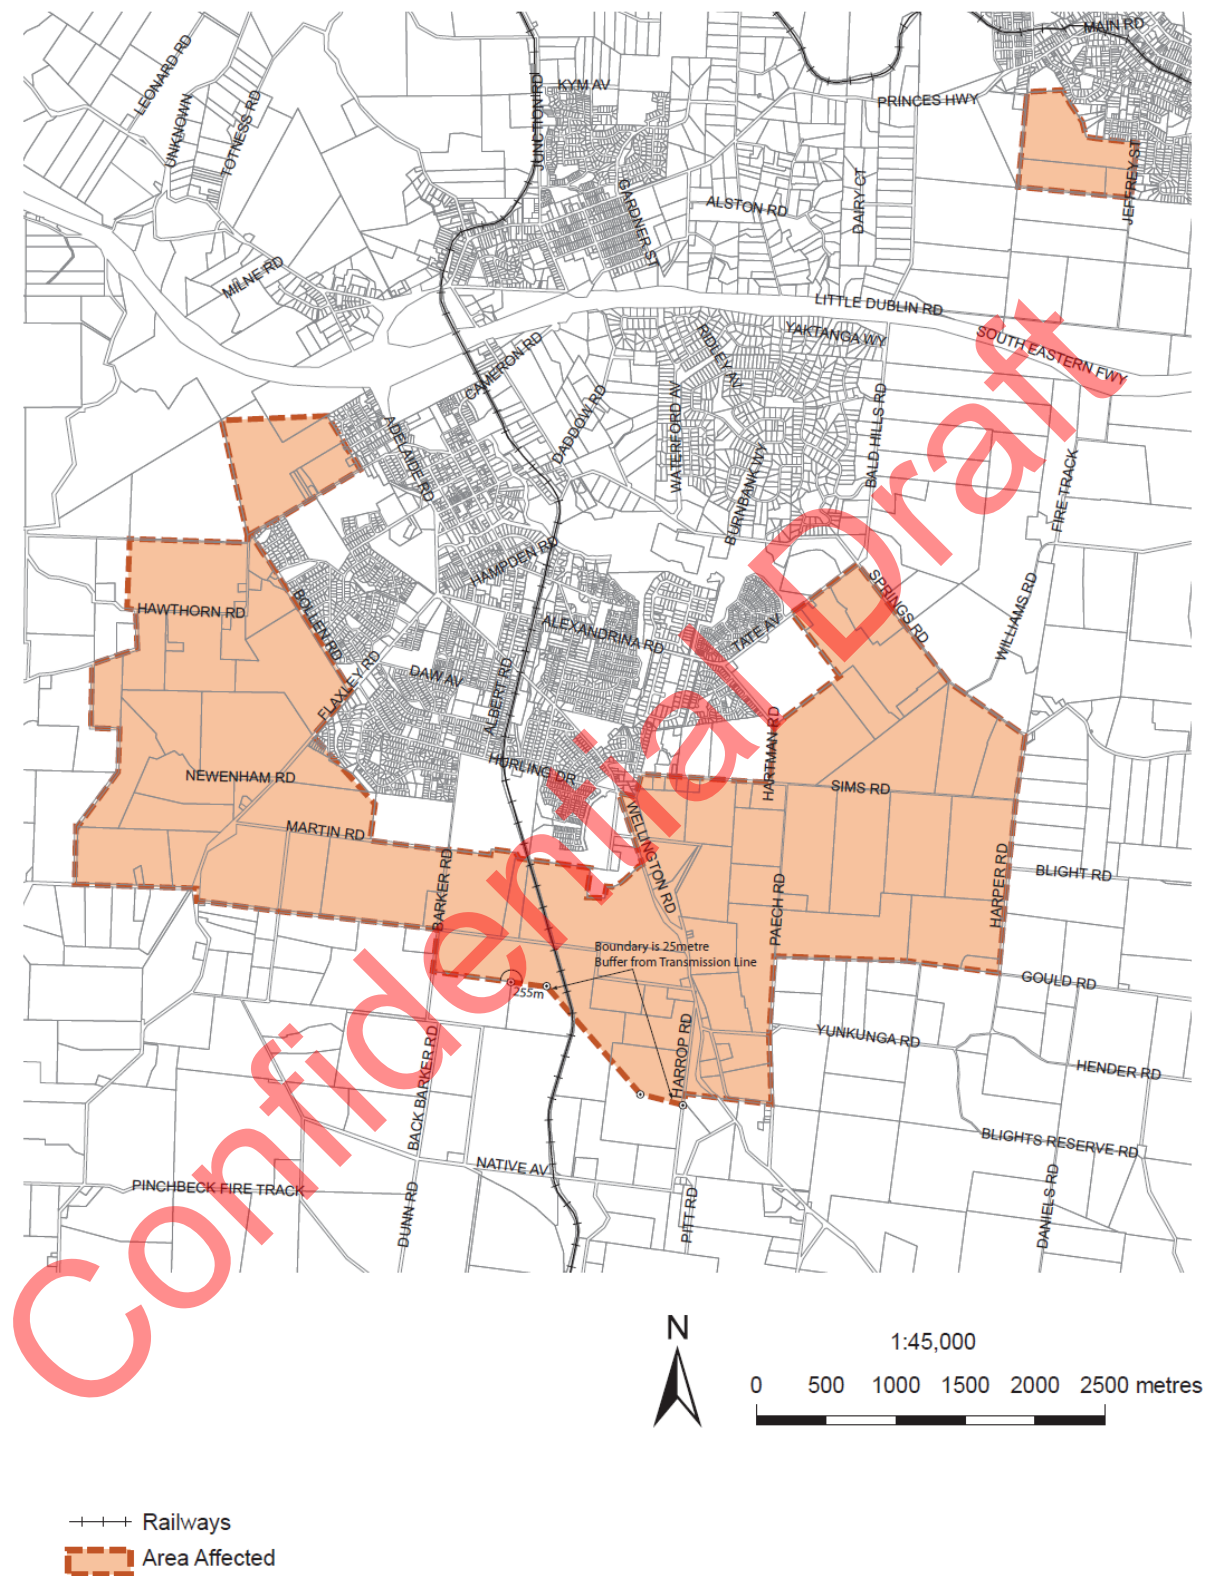 MAIN RD
LEONARD RD
UNKNOWN
TOTNESS RD
JUNCTION RD
KYM AV
PRINCES HWY
JEFFREY ST
GARDNER ST
ALSTON RD
DAIRY CT
MILNE RD
LITTLE DUBLIN RD
SOUTH EASTERN FWY
YAKTANGA WY
RIDLEY AV
CAMERON RD
DADDOW RD
WATERFORD AV
BALD HILLS RD
ADELAIDE RD
BURNBANK WY
FIRE TRACK
HAMPDEN RD
HAWTHORN RD
BOLLEN RD
ALEXANDRINA RD
TATE AV
SPRINGS RD
WILLIAMS RD
FLAXLEY RD
DAW AV
ALBERT RD
HARTMAN RD
HURLING DR
NEWENHAM RD
SIMS RD
MARTIN RD
WELLINGTON RD
BARKER RD
PAECH RD
HARPER RD
BLIGHT RD
Boundary is 25metre
Buffer from Transmission Line
255m
GOULD RD
HARROP RD
YUNKUNGA RD
HENDER RD
BACK BARKER RD
BLIGHTS RESERVE RD
NATIVE AV
PINCHBECK FIRE TRACK
DUNN RD
PITT RD
DANIELS RD
Confidential Draft
N
1:45,000
0 500 1000 1500 2000 2500 metres
Railways
Area Affected